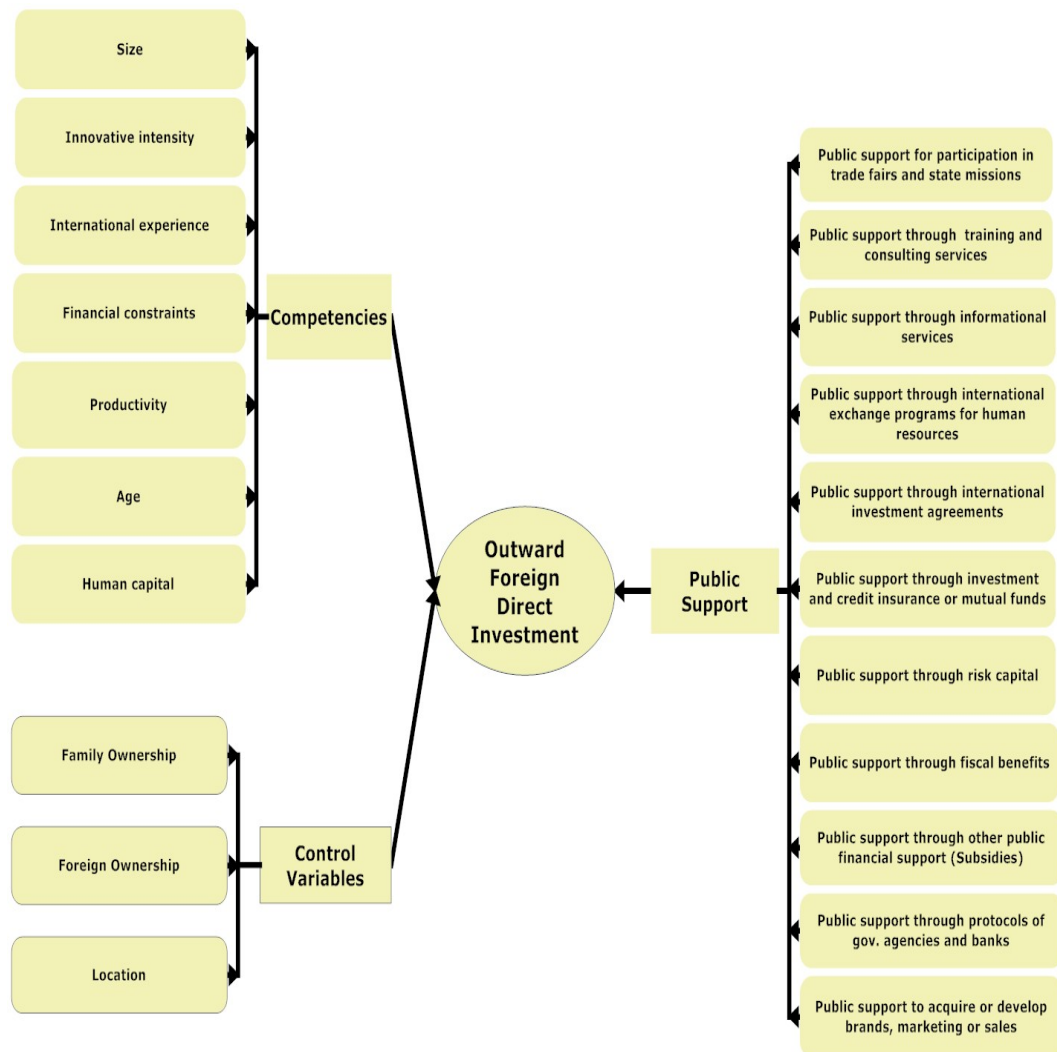 Size
Innovative intensity
International experience
Financial constraints
Productivity
Age
Human capital
Competencies
Family Ownership
Foreign Ownership
Location
Control
Variables
Outward
Foreign
Direct
Investment
Public
Support
Public support for participation in
trade fairs and state missions
Public support through training and
consulting services
Public support through informational
services
Public support through international
exchange programs for human
resources
Public support through international
investment agreements
Public support through investment
and credit insurance or mutual funds
Public support through risk capital
Public support through fiscal benefits
Public support through other public
financial support (Subsidies)
Public support through protocols of
gov. agencies and banks
Public support to acquire or develop
brands, marketing or sales